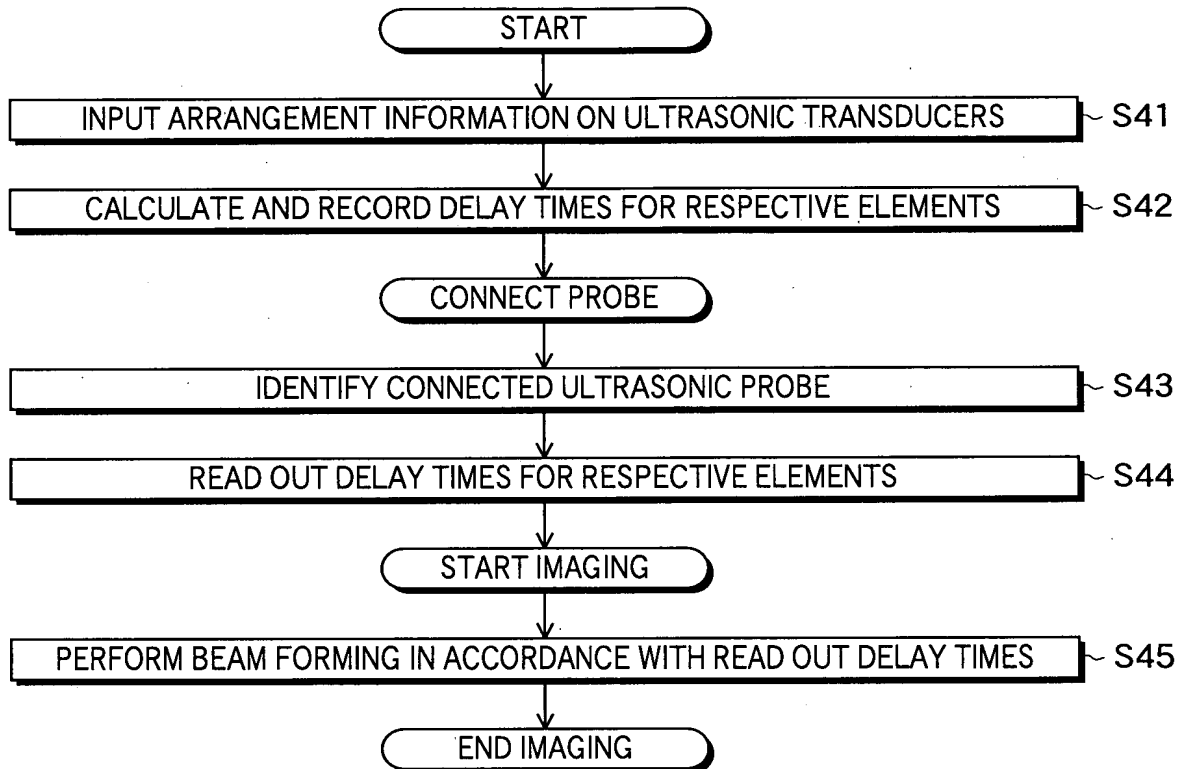 START
INPUT ARRANGEMENT INFORMATION ON ULTRASONIC TRANSDUCERS
S41
CALCULATE AND RECORD DELAY TIMES FOR RESPECTIVE ELEMENTS
S42
CONNECT PROBE
IDENTIFY CONNECTED ULTRASONIC PROBE
S43
READ OUT DELAY TIMES FOR RESPECTIVE ELEMENTS
S44
START IMAGING
PERFORM BEAM FORMING IN ACCORDANCE WITH READ OUT DELAY TIMES
S45
END IMAGING